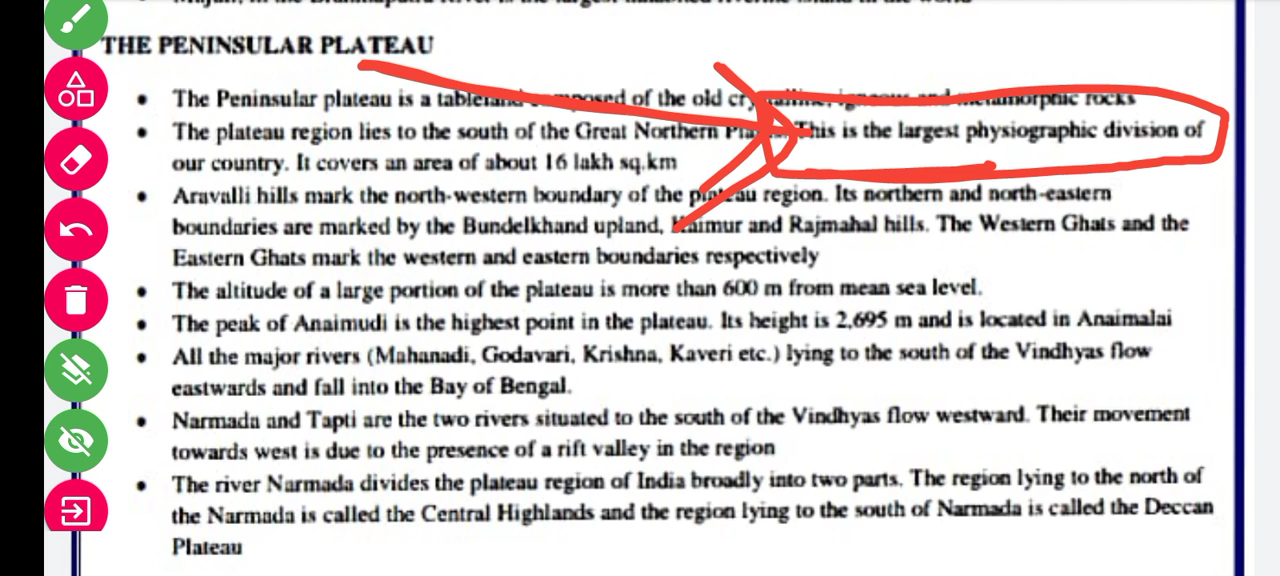 THE PENINSULAR PLATEAU
• The Peninsular plateau is a tableland composed of the old crystalline, igneous and metamorphic rocks
• The plateau region lies to the south of the Great Northern Plains. This is the largest physiographic division of
our country. It covers an area of about 16 lakh sq.km
• Aravalli hills mark the north-western boundary of the plateau region. Its northern and north-eastern
boundaries are marked by the Bundelkhand upland, Kaimur and Rajmahal hills. The Western Ghats and the
Eastern Ghats mark the western and eastern boundaries respectively
• The altitude of a large portion of the plateau is more than 600 m from mean sea level.
• The peak of Anaimudi is the highest point in the plateau. Its height is 2,695 m and is located in Anaimalai
• All the major rivers (Mahanadi, Godavari, Krishna, Kaveri etc.) lying to the south of the Vindhyas flow
eastwards and fall into the Bay of Bengal.
• Narmada and Tapti are the two rivers situated to the south of the Vindhyas flow westward. Their movement
towards west is due to the presence of a rift valley in the region
• The river Narmada divides the plateau region of India broadly into two parts. The region lying to the north of
the Narmada is called the Central Highlands and the region lying to the south of Narmada is called the Deccan
Plateau